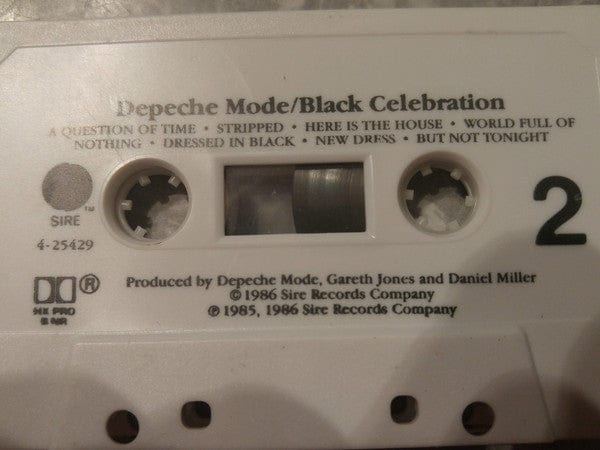 Depeche Mode/Black Celebration
A QUESTION OF TIME • STRIPPED • HERE IS THE HOUSE • WORLD FULL OF
NOTHING • DRESSED IN BLACK • NEW DRESS • BUT NOT TONIGHT
SIRE™
4-25429
2
®
HX PRO
B NR
Produced by Depeche Mode, Gareth Jones and Daniel Miller
© 1986 Sire Records Company
℗ 1985, 1986 Sire Records Company